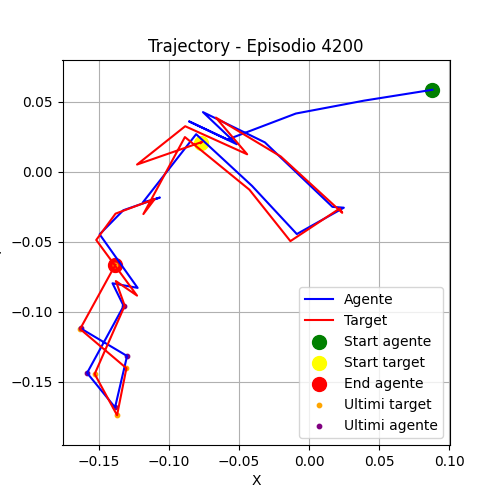 Trajectory - Episodio 4200
0.05
0.00
−0.05
−0.10
−0.15
Agente
Target
Start agente
Start target
End agente
Ultimi target
Ultimi agente
−0.15
−0.10
−0.05
0.00
0.05
0.10
X